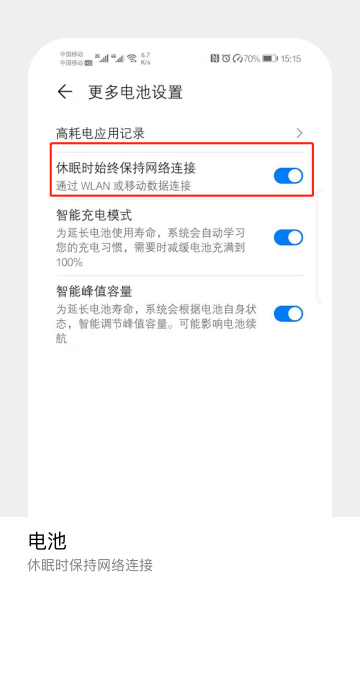 中国移动
中国移动 HD 2G 4G 6.7 K/s 70% 15:15
更多电池设置
高耗电应用记录
休眠时始终保持网络连接
通过 WLAN 或移动数据连接
智能充电模式
为延长电池使用寿命，系统会自动学习
您的充电习惯，需要时减缓电池充满到
100%
智能峰值容量
为延长电池寿命，系统会根据电池自身状
态，智能调节峰值容量。可能影响电池续
航
电池
休眠时保持网络连接